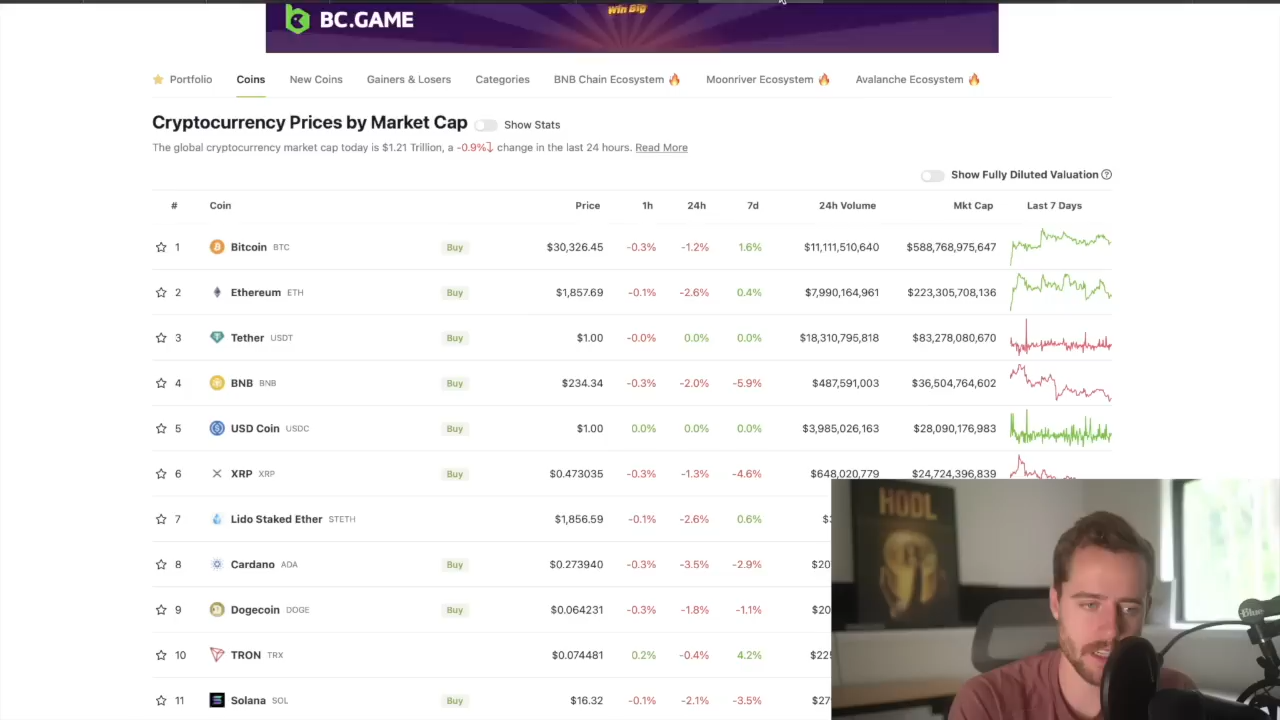 Win Big
BC.GAME
Portfolio Coins New Coins Gainers & Losers Categories BNB Chain Ecosystem 🔥 Moonriver Ecosystem 🔥 Avalanche Ecosystem 🔥
Cryptocurrency Prices by Market Cap Show Stats
The global cryptocurrency market cap today is $1.21 Trillion, a -0.9% change in the last 24 hours. Read More
Show Fully Diluted Valuation ?
# Coin Price 1h 24h 7d 24h Volume Mkt Cap Last 7 Days
1 Bitcoin BTC Buy $30,326.45 -0.3% -1.2% 1.6% $11,111,510,640 $588,768,975,647
2 Ethereum ETH Buy $1,857.69 -0.1% -2.6% 0.4% $7,990,164,961 $223,305,708,136
3 Tether USDT Buy $1.00 -0.0% 0.0% 0.0% $18,310,795,818 $83,278,080,670
4 BNB BNB Buy $234.34 -0.3% -2.0% -5.9% $487,591,003 $36,504,764,602
5 USD Coin USDC Buy $1.00 0.0% 0.0% 0.0% $3,985,026,163 $28,090,176,983
6 XRP XRP Buy $0.473035 -0.3% -1.3% -4.6% $648,020,779 $24,724,396,839
7 Lido Staked Ether STETH $1,856.59 -0.1% -2.6% 0.6%
8 Cardano ADA Buy $0.273940 -0.3% -3.5% -2.9% $20
9 Dogecoin DOGE Buy $0.064231 -0.3% -1.8% -1.1% $20
10 TRON TRX Buy $0.074481 0.2% -0.4% 4.2%
11 Solana SOL Buy $16.32 -0.1% -2.1% -3.5% $27
HODL
Blue